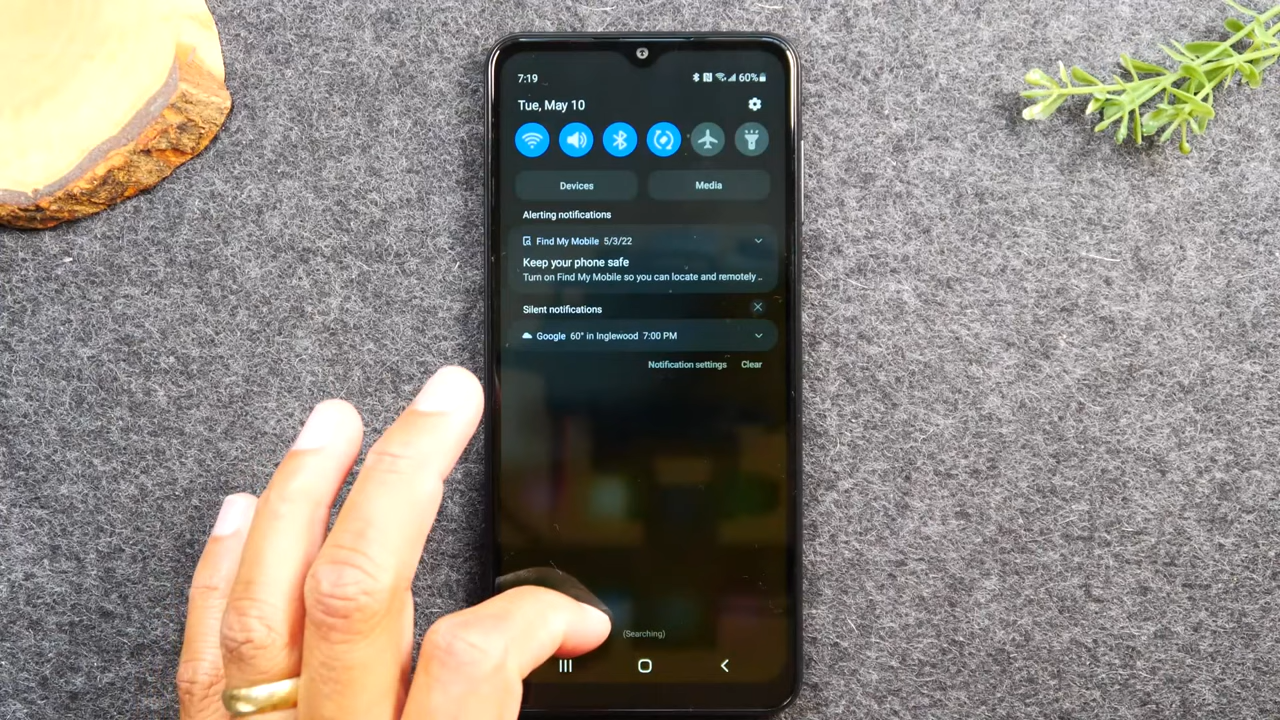 7:19 60%
Tue, May 10
Devices Media
Alerting notifications
Find My Mobile 5/3/22
Keep your phone safe
Turn on Find My Mobile so you can locate and remotely ..
Silent notifications
Google 60° in Inglewood 7:00 PM
Notification settings Clear
(Searching)